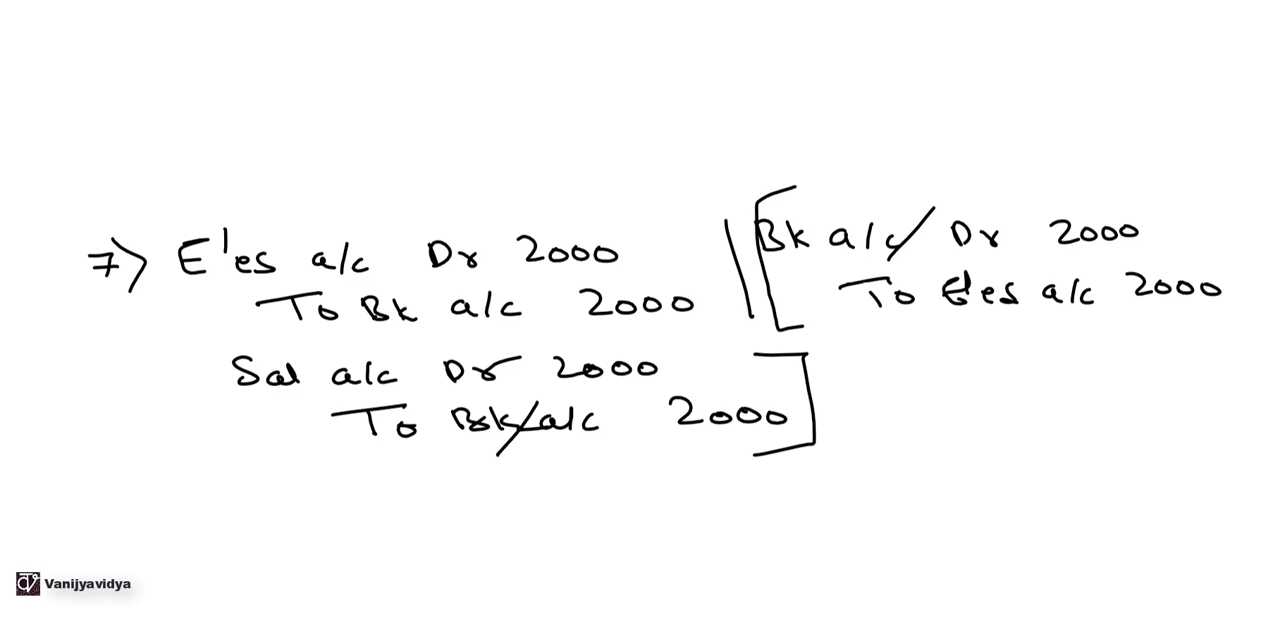 7) E'es a/c Dr 2000
To Bk a/c 2000
Bk a/c Dr 2000
To E'es a/c 2000
Sal a/c Dr 2000
To Bk a/c 2000
Vanijyavidya